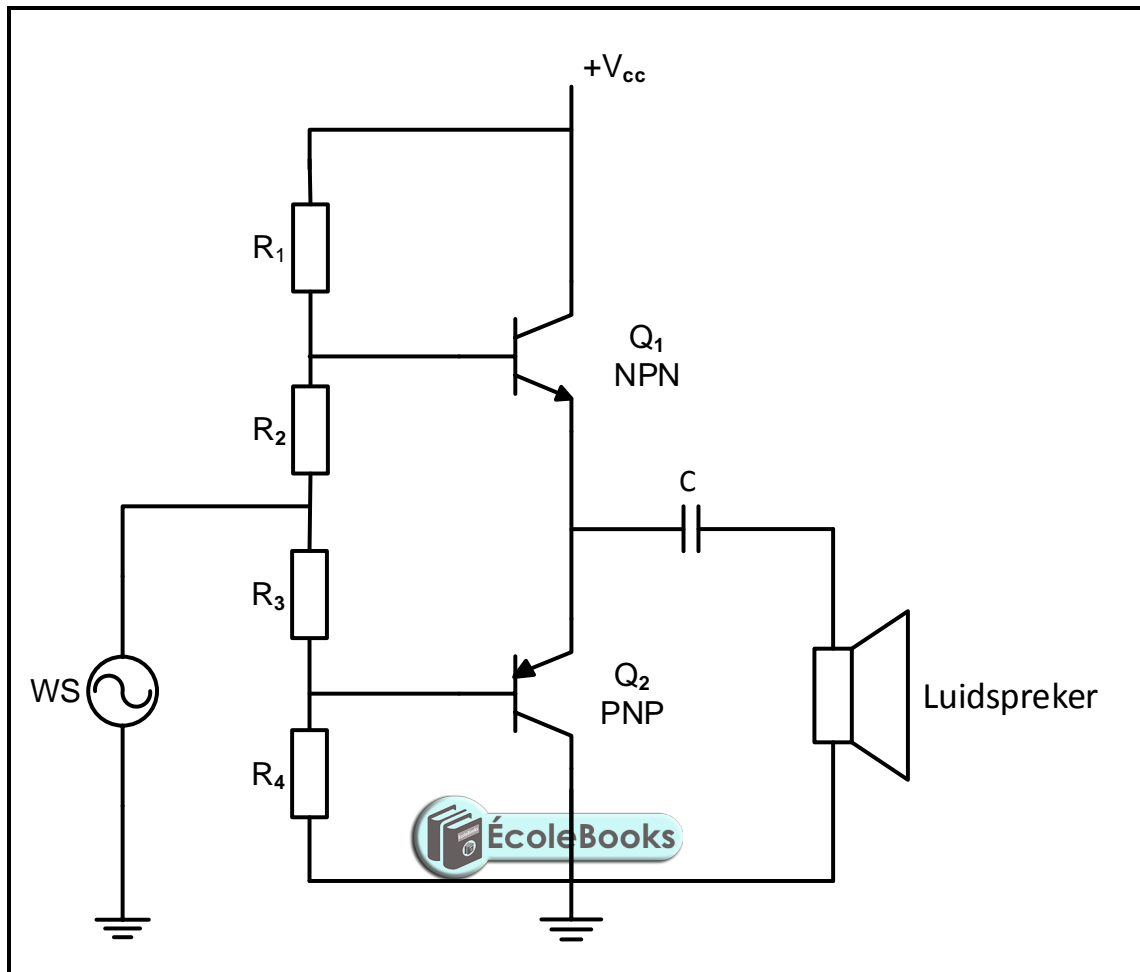 +Vcc
R1
Q1
NPN
R2
C
R3
WS
Q2
PNP
Luidspreker
R4
ÉcoleBooks